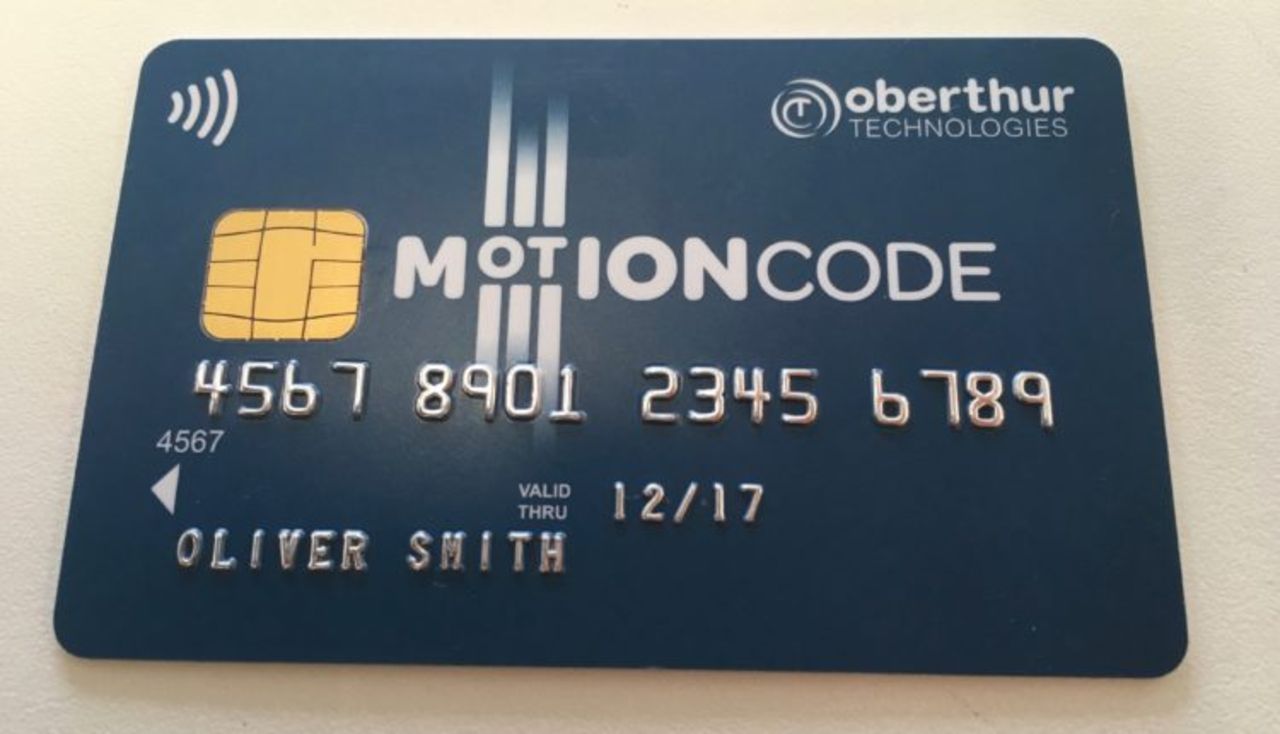 oberthur
TECHNOLOGIES
MOTIONCODE
4567 8901 2345 6789
4567
VALID
THRU
12/17
OLIVER SMITH